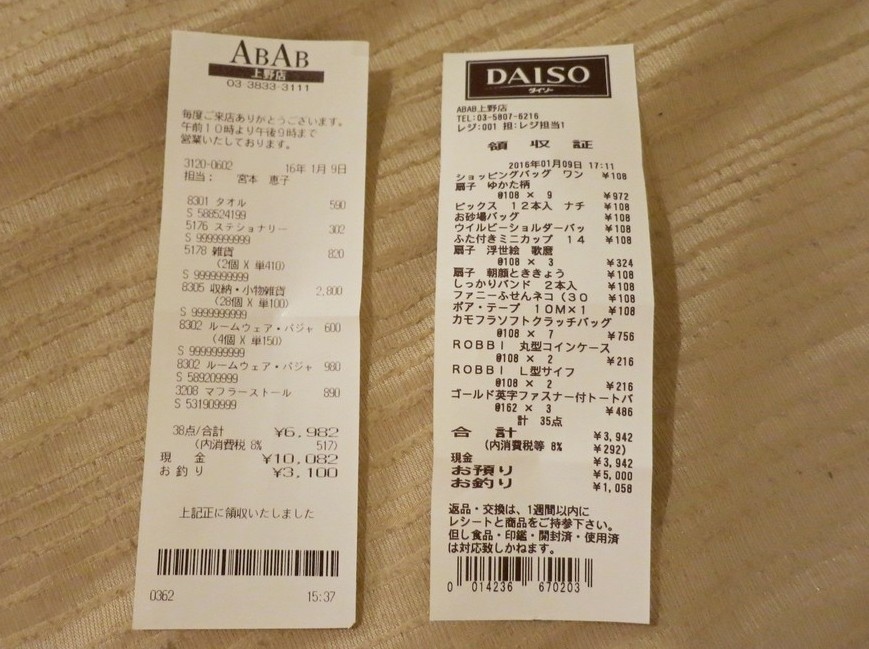 ABAB
上野店
03-3833-3111
毎度ご来店ありがとうございます。
午前10時より午後9時まで
営業いたしております。
3120-0602 16年 1月 9日
担当： 宮本 恵子
8301 タオル 590
S 588524199
5176 ステショナリー 302
S 9999999999
5178 雑貨 820
(2個 X 単410)
S 9999999999
8305 収納・小物雑貨 2,800
(28個 X 単100)
S 9999999999
8302 ルームウェア・パジャ 600
(4個 X 単150)
S 9999999999
8302 ルームウェア・パジャ 980
S 589209999
3208 マフラーストール 890
S 531909999
38点/合計 ¥6,982
(内消費税 8% 517)
現 金 ¥10,082
お 釣 り ¥3,100
上記正に領収いたしました
0362 15:37
DAISO
ダイソー
ABAB上野店
TEL:03-5807-6216
レジ:001 担:レジ担当1
領 収 証
2016年01月09日 17:11
ショッピングバッグ ワン ¥108
扇子 ゆかた柄
@108 × 9 ¥972
ピックス 12本入 ナチ ¥108
お砂場バッグ ¥108
ウイルビーショルダーバッ ¥108
ふた付きミニカップ 14 ¥108
扇子 浮世絵 歌麿
@108 × 3 ¥324
扇子 朝顔とききょう ¥108
しっかりバンド 2本入 ¥108
ファニーふせんネコ(30 ¥108
ボア・テープ 10M×1 ¥108
カモフラソフトクラッチバッグ
@108 × 7 ¥756
ROBBI 丸型コインケース
@108 × 2 ¥216
ROBBI L型サイフ
@108 × 2 ¥216
ゴールド英字ファスナー付トートバ
@162 × 3 ¥486
計 35点
合 計 ¥3,942
(内消費税等 8% ¥292)
現金 ¥3,942
お預り ¥5,000
お釣り ¥1,058
返品・交換は、1週間以内に
レシートと商品をご持参下さい。
但し食品・印鑑・開封済・使用済
は対応致しかねます。
0 014236 670203